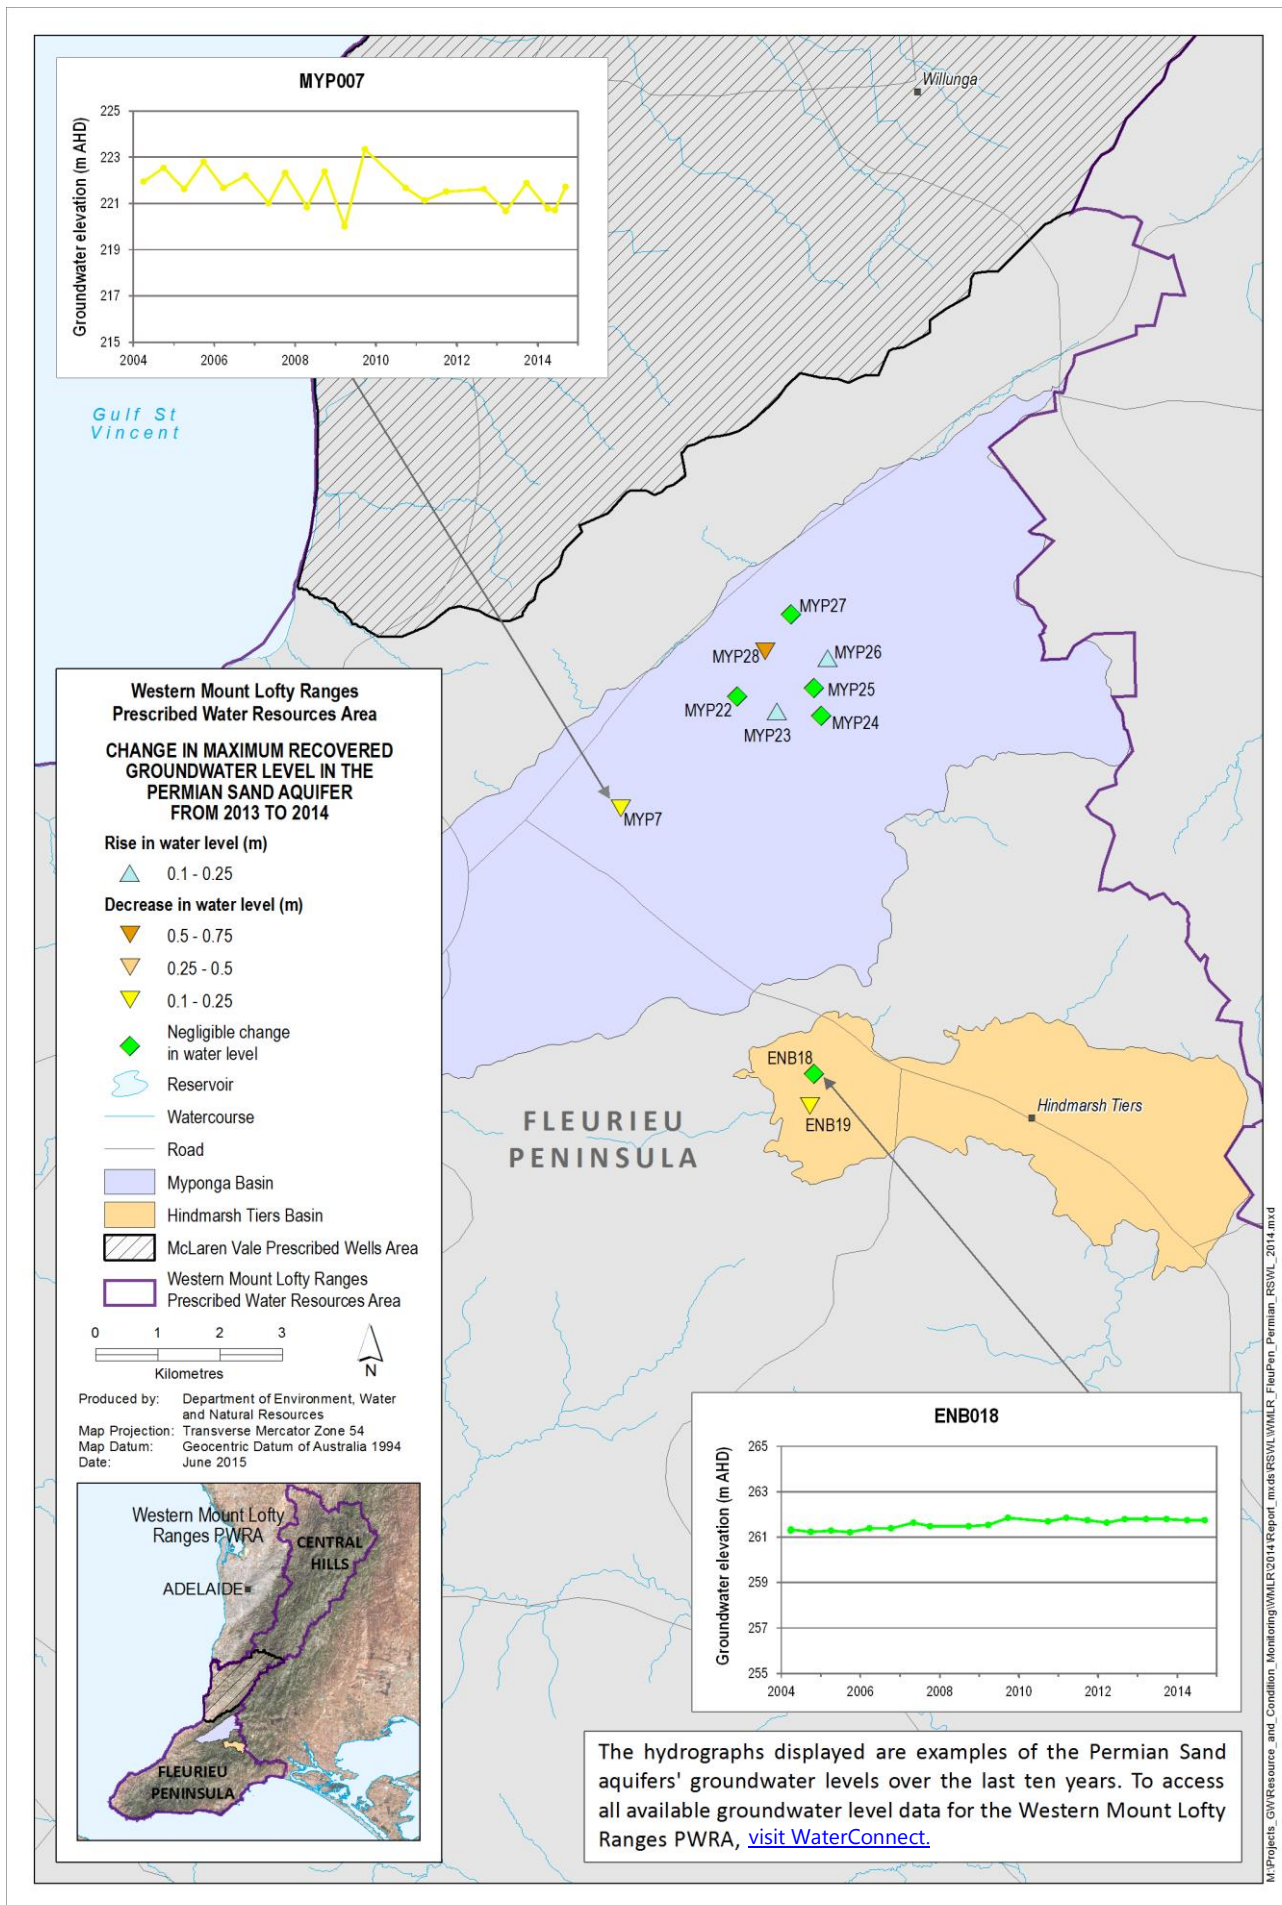 MYP007
Groundwater elevation (m AHD)
225
223
221
219
217
215
2004
2006
2008
2010
2012
2014
Willunga
Gulf St
Vincent
MYP27
MYP28
MYP26
MYP25
MYP22
MYP24
MYP23
MYP7
Western Mount Lofty Ranges
Prescribed Water Resources Area
CHANGE IN MAXIMUM RECOVERED
GROUNDWATER LEVEL IN THE
PERMIAN SAND AQUIFER
FROM 2013 TO 2014
Rise in water level (m)
0.1 - 0.25
Decrease in water level (m)
0.5 - 0.75
0.25 - 0.5
0.1 - 0.25
Negligible change
in water level
Reservoir
Watercourse
Road
Myponga Basin
Hindmarsh Tiers Basin
McLaren Vale Prescribed Wells Area
Western Mount Lofty Ranges
Prescribed Water Resources Area
0 1 2 3
Kilometres
N
Produced by: Department of Environment, Water
and Natural Resources
Map Projection: Transverse Mercator Zone 54
Map Datum: Geocentric Datum of Australia 1994
Date: June 2015
Western Mount Lofty
Ranges PWRA
CENTRAL
HILLS
ADELAIDE
FLEURIEU
PENINSULA
ENB18
ENB19
Hindmarsh Tiers
FLEURIEU
PENINSULA
ENB018
Groundwater elevation (m AHD)
265
263
261
259
257
255
2004
2006
2008
2010
2012
2014
The hydrographs displayed are examples of the Permian Sand
aquifers' groundwater levels over the last ten years. To access
all available groundwater level data for the Western Mount Lofty
Ranges PWRA, visit WaterConnect.
M:\Projects_GW\Resource_and_Condition_Monitoring\WMLR\2014\Report_mxds\RSWL\WMLR_FleuPen_Permian_RSWL_2014.mxd